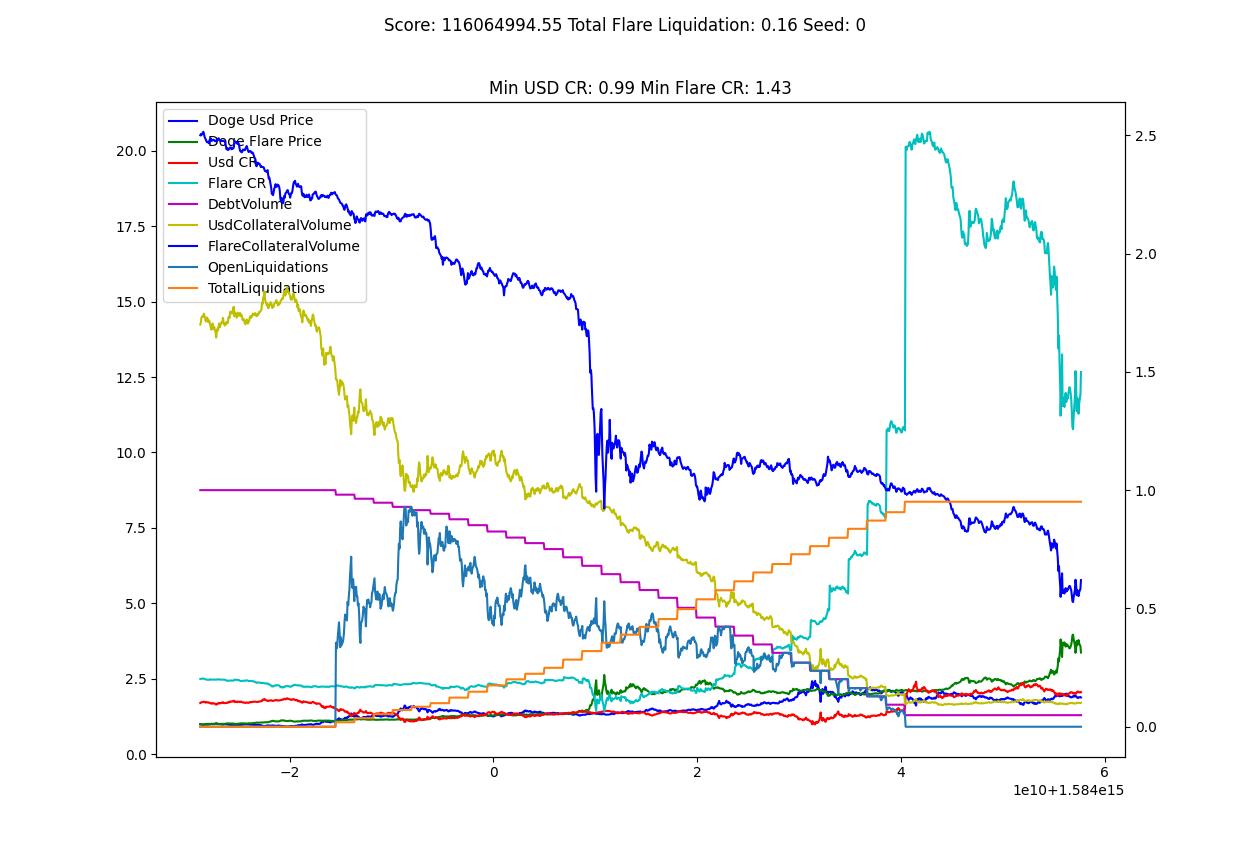 Score: 116064994.55 Total Flare Liquidation: 0.16 Seed: 0
Min USD CR: 0.99 Min Flare CR: 1.43
Doge Usd Price
Doge Flare Price
Usd CR
Flare CR
DebtVolume
UsdCollateralVolume
FlareCollateralVolume
OpenLiquidations
TotalLiquidations
20.0
17.5
15.0
12.5
10.0
7.5
5.0
2.5
0.0
2.5
2.0
1.5
1.0
0.5
0.0
−2
0
2
4
6
1e10+1.584e15